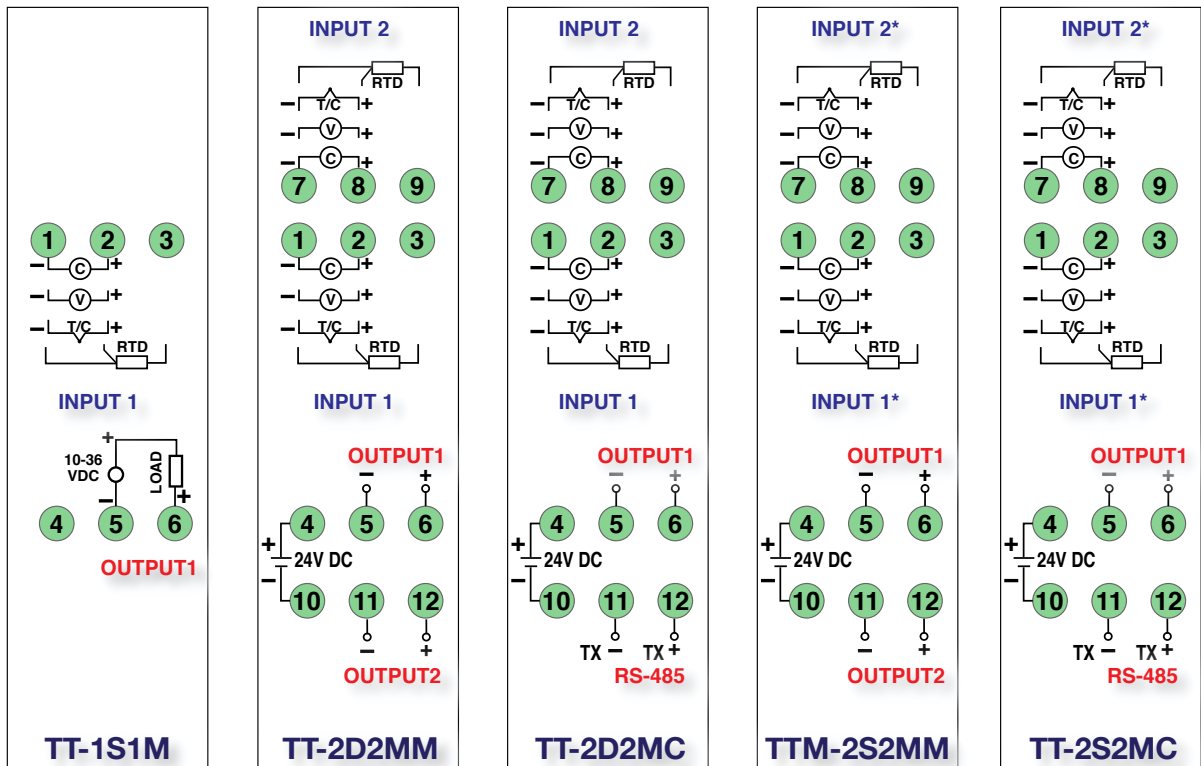 1 2 3
− C +
− V +
− T/C +
RTD
INPUT 1
+
10-36
VDC
LOAD
− +
4 5 6
OUTPUT1
TT-1S1M
INPUT 2
RTD
− T/C +
− V +
− C +
7 8 9
1 2 3
− C +
− V +
− T/C +
RTD
INPUT 1
OUTPUT1
− +
4 5 6
+
24V DC
−
10 11 12
− +
OUTPUT2
TT-2D2MM
INPUT 2
RTD
− T/C +
− V +
− C +
7 8 9
1 2 3
− C +
− V +
− T/C +
RTD
INPUT 1
OUTPUT1
− +
4 5 6
+
24V DC
−
10 11 12
TX − TX +
RS-485
TT-2D2MC
INPUT 2*
RTD
− T/C +
− V +
− C +
7 8 9
1 2 3
− C +
− V +
− T/C +
RTD
INPUT 1*
OUTPUT1
− +
4 5 6
+
24V DC
−
10 11 12
− +
OUTPUT2
TTM-2S2MM
INPUT 2*
RTD
− T/C +
− V +
− C +
7 8 9
1 2 3
− C +
− V +
− T/C +
RTD
INPUT 1*
OUTPUT1
− +
4 5 6
+
24V DC
−
10 11 12
TX − TX +
RS-485
TT-2S2MC